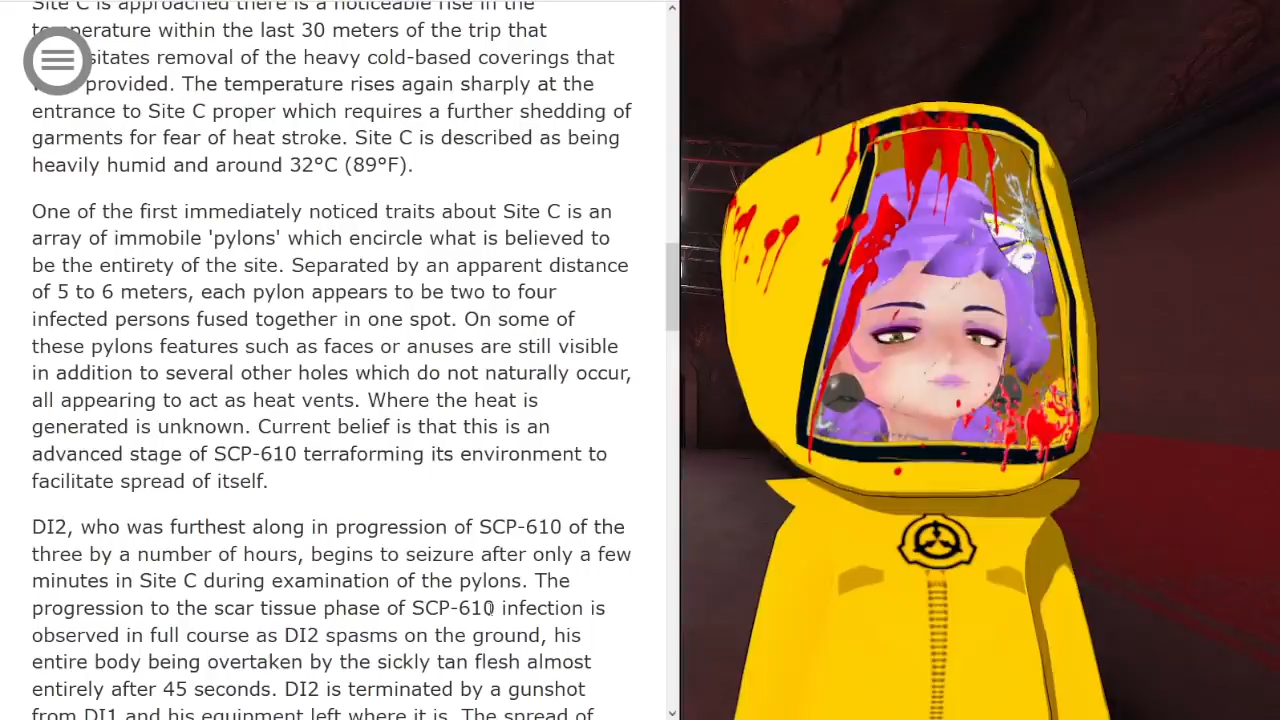 Site C is approached there is a noticeable rise in the
temperature within the last 30 meters of the trip that
sitates removal of the heavy cold-based coverings that
provided. The temperature rises again sharply at the
entrance to Site C proper which requires a further shedding of
garments for fear of heat stroke. Site C is described as being
heavily humid and around 32°C (89°F).
One of the first immediately noticed traits about Site C is an
array of immobile 'pylons' which encircle what is believed to
be the entirety of the site. Separated by an apparent distance
of 5 to 6 meters, each pylon appears to be two to four
infected persons fused together in one spot. On some of
these pylons features such as faces or anuses are still visible
in addition to several other holes which do not naturally occur,
all appearing to act as heat vents. Where the heat is
generated is unknown. Current belief is that this is an
advanced stage of SCP-610 terraforming its environment to
facilitate spread of itself.
DI2, who was furthest along in progression of SCP-610 of the
three by a number of hours, begins to seizure after only a few
minutes in Site C during examination of the pylons. The
progression to the scar tissue phase of SCP-610 infection is
observed in full course as DI2 spasms on the ground, his
entire body being overtaken by the sickly tan flesh almost
entirely after 45 seconds. DI2 is terminated by a gunshot
from DI1 and his equipment left where it is. The spread of